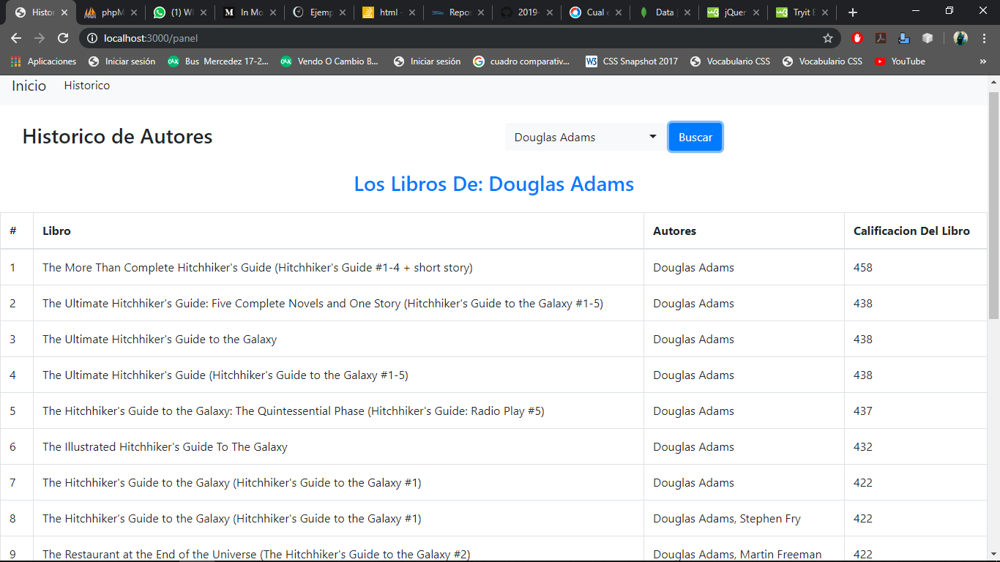 Histor phpM (1) W In Mo Ejemp html - Repos 2019- Cual e Data | jQuer Tryit E
localhost:3000/panel
Aplicaciones Iniciar sesión Bus Mercedez 17-2... Vendo O Cambio B... Iniciar sesión cuadro comparativ... CSS Snapshot 2017 Vocabulario CSS Vocabulario CSS YouTube »
Inicio Historico
Historico de Autores Douglas Adams Buscar
Los Libros De: Douglas Adams
# Libro Autores Calificacion Del Libro
1 The More Than Complete Hitchhiker's Guide (Hitchhiker's Guide #1-4 + short story) Douglas Adams 458
2 The Ultimate Hitchhiker's Guide: Five Complete Novels and One Story (Hitchhiker's Guide to the Galaxy #1-5) Douglas Adams 438
3 The Ultimate Hitchhiker's Guide to the Galaxy Douglas Adams 438
4 The Ultimate Hitchhiker's Guide (Hitchhiker's Guide to the Galaxy #1-5) Douglas Adams 438
5 The Hitchhiker's Guide to the Galaxy: The Quintessential Phase (Hitchhiker's Guide: Radio Play #5) Douglas Adams 437
6 The Illustrated Hitchhiker's Guide To The Galaxy Douglas Adams 432
7 The Hitchhiker's Guide to the Galaxy (Hitchhiker's Guide to the Galaxy #1) Douglas Adams 422
8 The Hitchhiker's Guide to the Galaxy (Hitchhiker's Guide to the Galaxy #1) Douglas Adams, Stephen Fry 422
9 The Restaurant at the End of the Universe (The Hitchhiker's Guide to the Galaxy #2) Douglas Adams, Martin Freeman 422